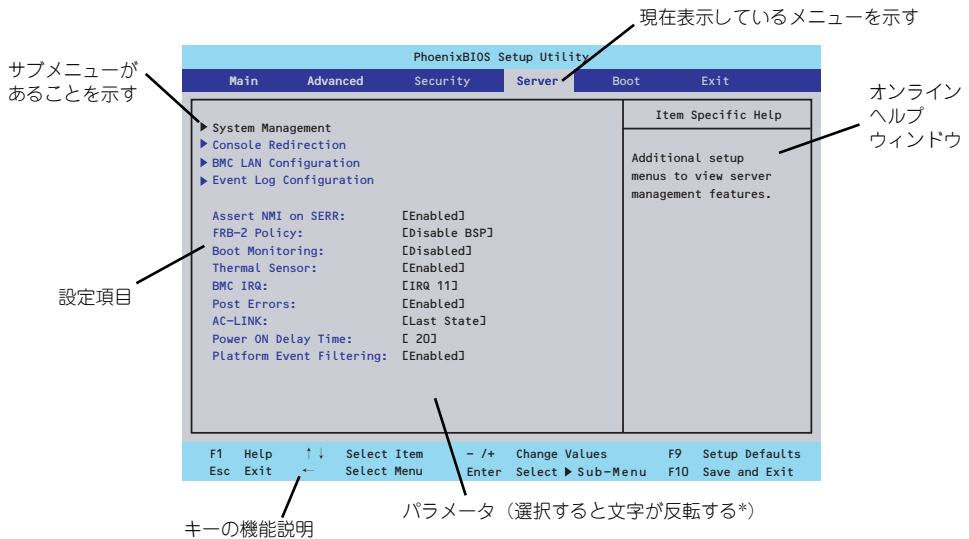 現在表示しているメニューを示す
サブメニューが
あることを示す
PhoenixBIOS Setup Utility
Main Advanced Security Server Boot Exit
オンライン
ヘルプ
ウィンドウ
Item Specific Help
Additional setup
menus to view server
management features.
▶ System Management
▶ Console Redirection
▶ BMC LAN Configuration
▶ Event Log Configuration
Assert NMI on SERR: [Enabled]
FRB-2 Policy: [Disable BSP]
Boot Monitoring: [Disabled]
Thermal Sensor: [Enabled]
BMC IRQ: [IRQ 11]
Post Errors: [Enabled]
AC-LINK: [Last State]
Power ON Delay Time: [ 20]
Platform Event Filtering: [Enabled]
設定項目
F1 Help ↑↓ Select Item - /+ Change Values F9 Setup Defaults
Esc Exit ← Select Menu Enter Select ▶ Sub-Menu F10 Save and Exit
パラメータ（選択すると文字が反転する*）
キーの機能説明